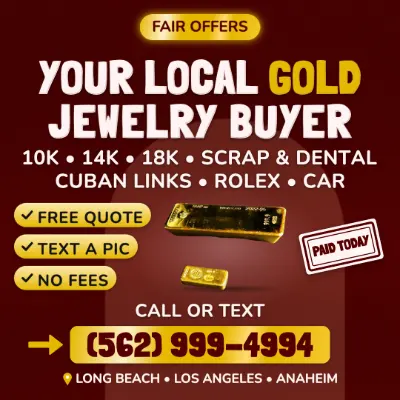 FAIR OFFERS
YOUR LOCAL GOLD
JEWELRY BUYER
10K • 14K • 18K • SCRAP & DENTAL
CUBAN LINKS • ROLEX • CAR
✓ FREE QUOTE
✓ TEXT A PIC
✓ NO FEES
PAID TODAY
CALL OR TEXT
(562) 999-4994
LONG BEACH • LOS ANGELES • ANAHEIM